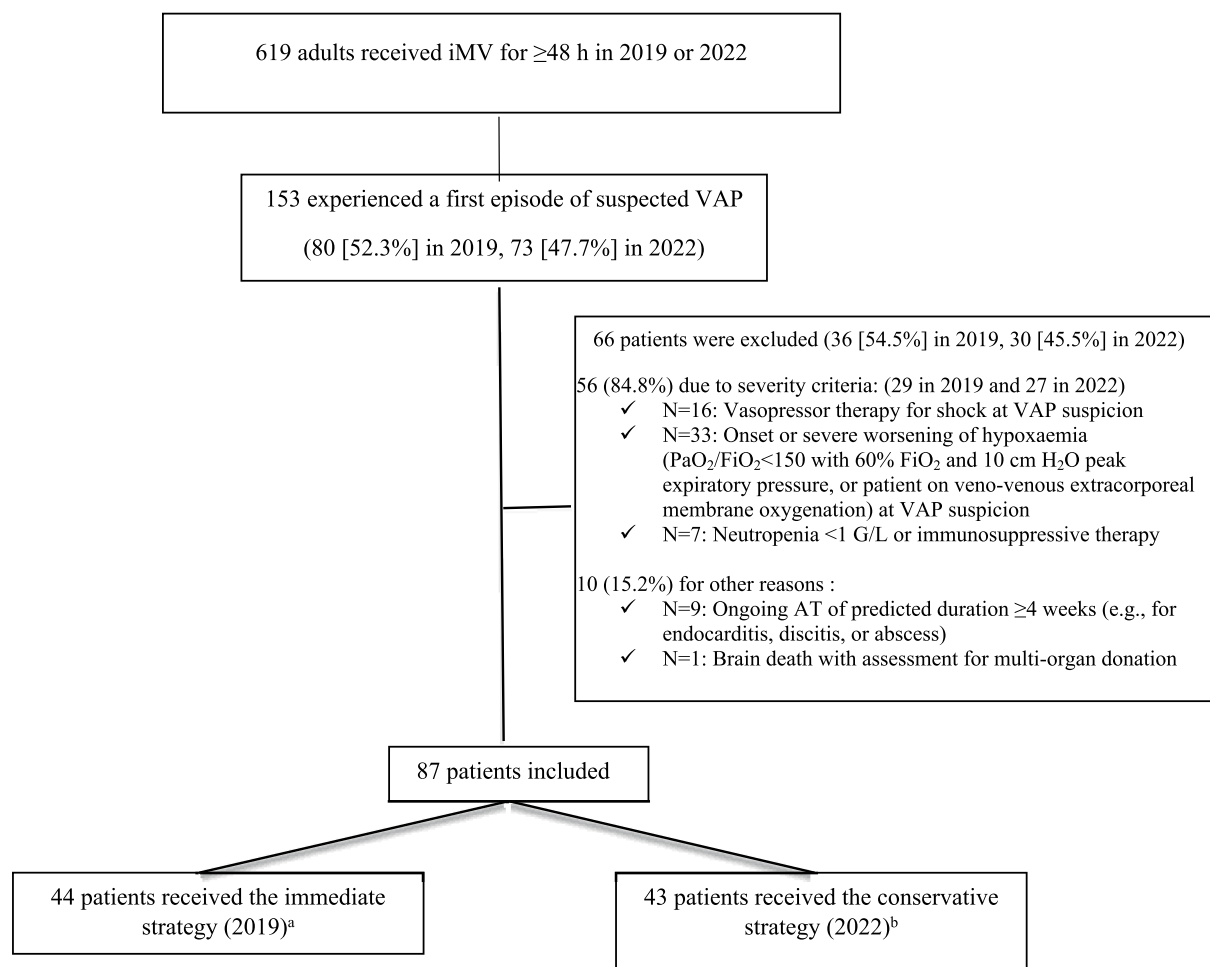 619 adults received iMV for ≥48 h in 2019 or 2022
153 experienced a first episode of suspected VAP
(80 [52.3%] in 2019, 73 [47.7%] in 2022)
66 patients were excluded (36 [54.5%] in 2019, 30 [45.5%] in 2022)
56 (84.8%) due to severity criteria: (29 in 2019 and 27 in 2022)
✓ N=16: Vasopressor therapy for shock at VAP suspicion
✓ N=33: Onset or severe worsening of hypoxaemia
(PaO₂/FiO₂<150 with 60% FiO₂ and 10 cm H₂O peak
expiratory pressure, or patient on veno-venous extracorporeal
membrane oxygenation) at VAP suspicion
✓ N=7: Neutropenia <1 G/L or immunosuppressive therapy
10 (15.2%) for other reasons :
✓ N=9: Ongoing AT of predicted duration ≥4 weeks (e.g., for
endocarditis, discitis, or abscess)
✓ N=1: Brain death with assessment for multi-organ donation
87 patients included
44 patients received the immediate
strategy (2019)ᵃ
43 patients received the conservative
strategy (2022)ᵇ